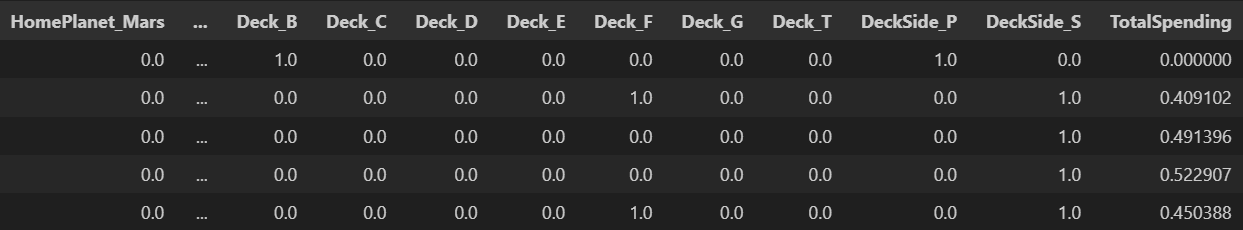 HomePlanet_Mars ... Deck_B Deck_C Deck_D Deck_E Deck_F Deck_G Deck_T DeckSide_P DeckSide_S TotalSpending
0.0 ... 1.0 0.0 0.0 0.0 0.0 0.0 0.0 1.0 0.0 0.000000
0.0 ... 0.0 0.0 0.0 0.0 1.0 0.0 0.0 0.0 1.0 0.409102
0.0 ... 0.0 0.0 0.0 0.0 0.0 0.0 0.0 0.0 1.0 0.491396
0.0 ... 0.0 0.0 0.0 0.0 0.0 0.0 0.0 0.0 1.0 0.522907
0.0 ... 0.0 0.0 0.0 0.0 1.0 0.0 0.0 0.0 1.0 0.450388